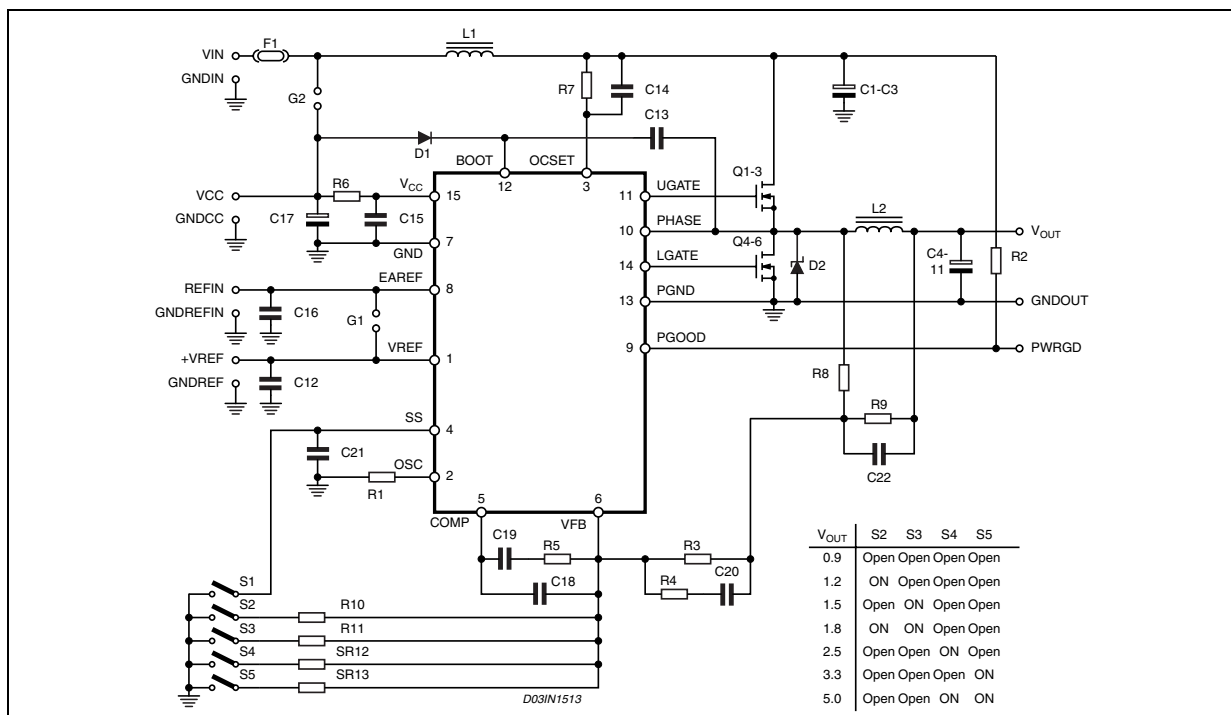 L1
VIN
F1
GNDIN
G2
R7
C14
C1-C3
C13
D1
BOOT
OCSET
Q1-3
12
3
VCC
R6
VCC
15
11
UGATE
L2
GNDCC
C17
C15
10
PHASE
VOUT
7
GND
Q4-6
C4-
11
R2
14
LGATE
D2
EAREF
REFIN
8
13
PGND
GNDOUT
GNDREFIN
C16
G1
VREF
PGOOD
+VREF
1
9
PWRGD
GNDREF
C12
R8
R9
SS
4
C21
OSC
2
C22
R1
5
6
COMP
VFB
C19
R5
R3
C20
C18
R4
S1
S2
R10
S3
R11
S4
SR12
S5
SR13
D03IN1513
VOUT S2 S3 S4 S5
0.9 Open Open Open Open
1.2 ON Open Open Open
1.5 Open ON Open Open
1.8 ON ON Open Open
2.5 Open Open ON Open
3.3 Open Open Open ON
5.0 Open Open ON ON